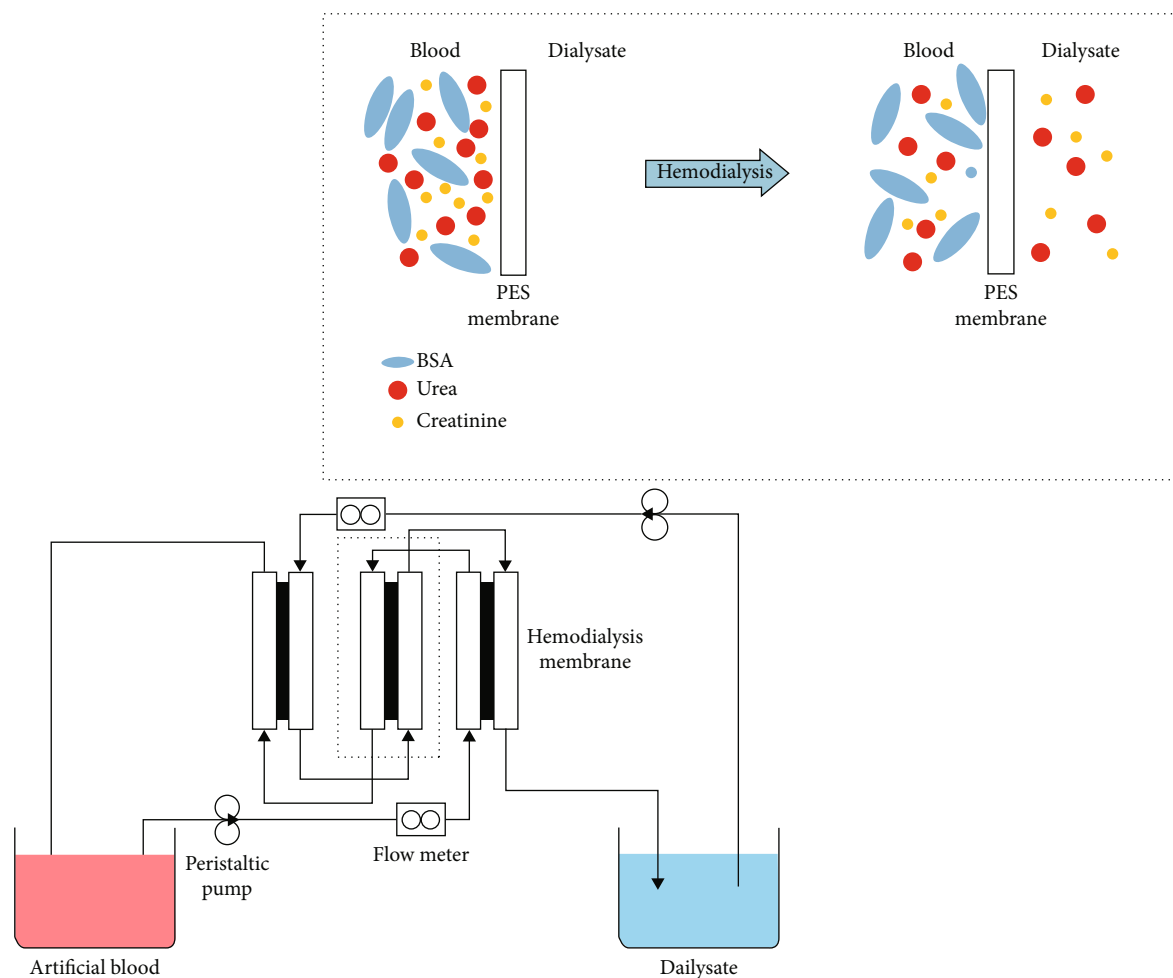 Blood
Dialysate
PES
membrane
Hemodialysis
Blood
Dialysate
PES
membrane
BSA
Urea
Creatinine
Hemodialysis
membrane
Peristaltic
pump
Flow meter
Artificial blood
Dailysate